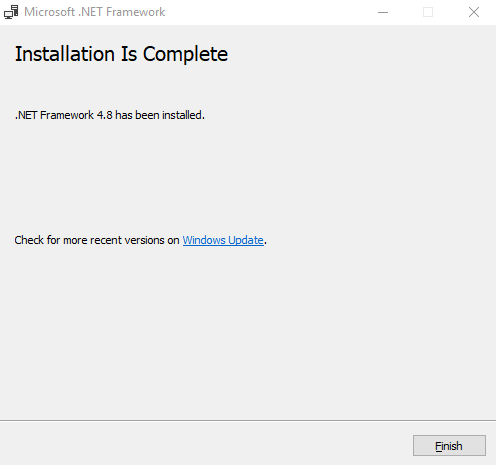 Microsoft .NET Framework
Installation Is Complete
.NET Framework 4.8 has been installed.
Check for more recent versions on Windows Update.
Finish